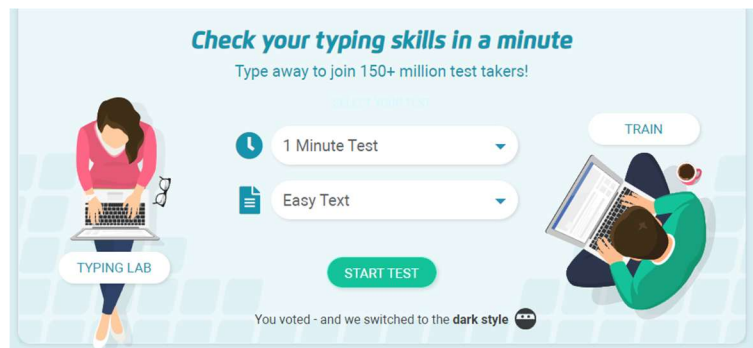 Check your typing skills in a minute
Type away to join 150+ million test takers!
1 Minute Test
TRAIN
Easy Text
TYPING LAB
START TEST
You voted - and we switched to the dark style